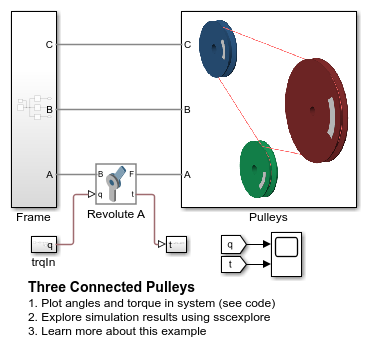 C
C
B
B
A
B
F
A
q
t
Frame
Revolute A
Pulleys
q
t
q
trqIn
t
Three Connected Pulleys
1. Plot angles and torque in system (see code)
2. Explore simulation results using sscexplore
3. Learn more about this example